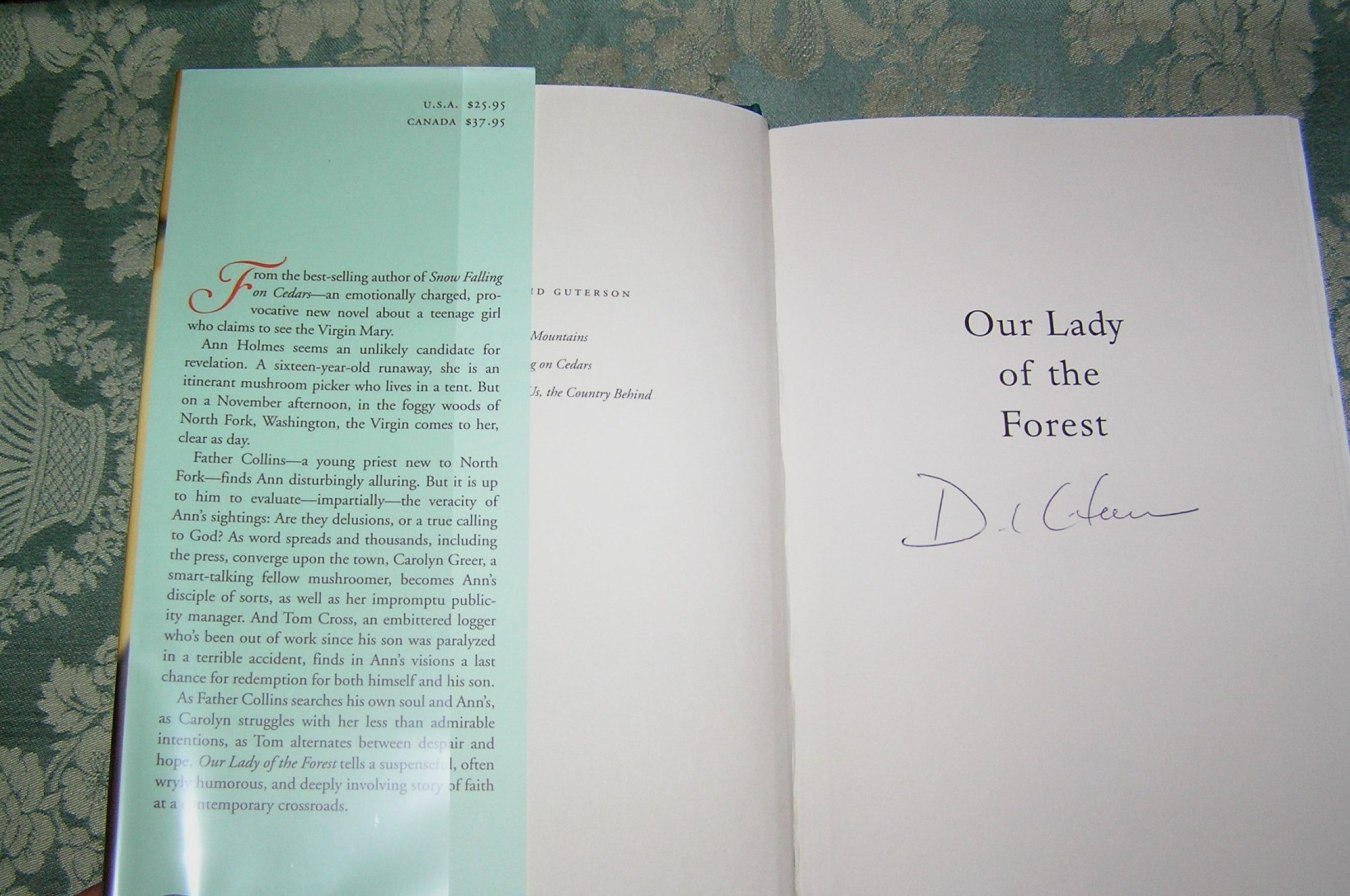 U.S.A. $25.95
CANADA $37.95
From the best-selling author of Snow Falling
on Cedars—an emotionally charged, pro-
vocative new novel about a teenage girl
who claims to see the Virgin Mary.
Ann Holmes seems an unlikely candidate for
revelation. A sixteen-year-old runaway, she is an
itinerant mushroom picker who lives in a tent. But
on a November afternoon, in the foggy woods of
North Fork, Washington, the Virgin comes to her,
clear as day.
Father Collins—a young priest new to North
Fork—finds Ann disturbingly alluring. But it is up
to him to evaluate—impartially—the veracity of
Ann's sightings: Are they delusions, or a true calling
to God? As word spreads and thousands, including
the press, converge upon the town, Carolyn Greer, a
smart-talking fellow mushroomer, becomes Ann's
disciple of sorts, as well as her impromptu public-
ity manager. And Tom Cross, an embittered logger
who's been out of work since his son was paralyzed
in a terrible accident, finds in Ann's visions a last
chance for redemption for both himself and his son.
As Father Collins searches his own soul and Ann's,
as Carolyn struggles with her less than admirable
intentions, as Tom alternates between despair and
hope, Our Lady of the Forest tells a suspenseful, often
wryly humorous, and deeply involving story of faith
at a contemporary crossroads.
D GUTERSON
Mountains
g on Cedars
Us, the Country Behind
Our Lady
of the
Forest